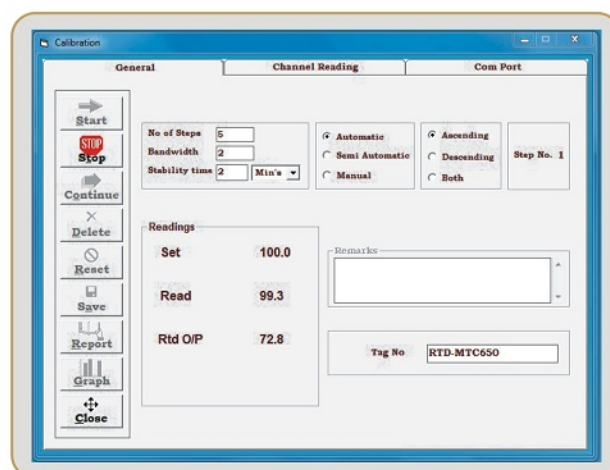 Calibration
General
Channel Reading
Com Port
Start
STOP
Stop
Continue
Delete
Reset
Save
Report
Graph
Close
No of Steps 5
Bandwidth 2
Stability time 2 Min's
Automatic
Semi Automatic
Manual
Ascending
Descending
Both
Step No. 1
Readings
Set 100.0
Read 99.3
Rtd O/P 72.8
Remarks
Tag No RTD-MTC650